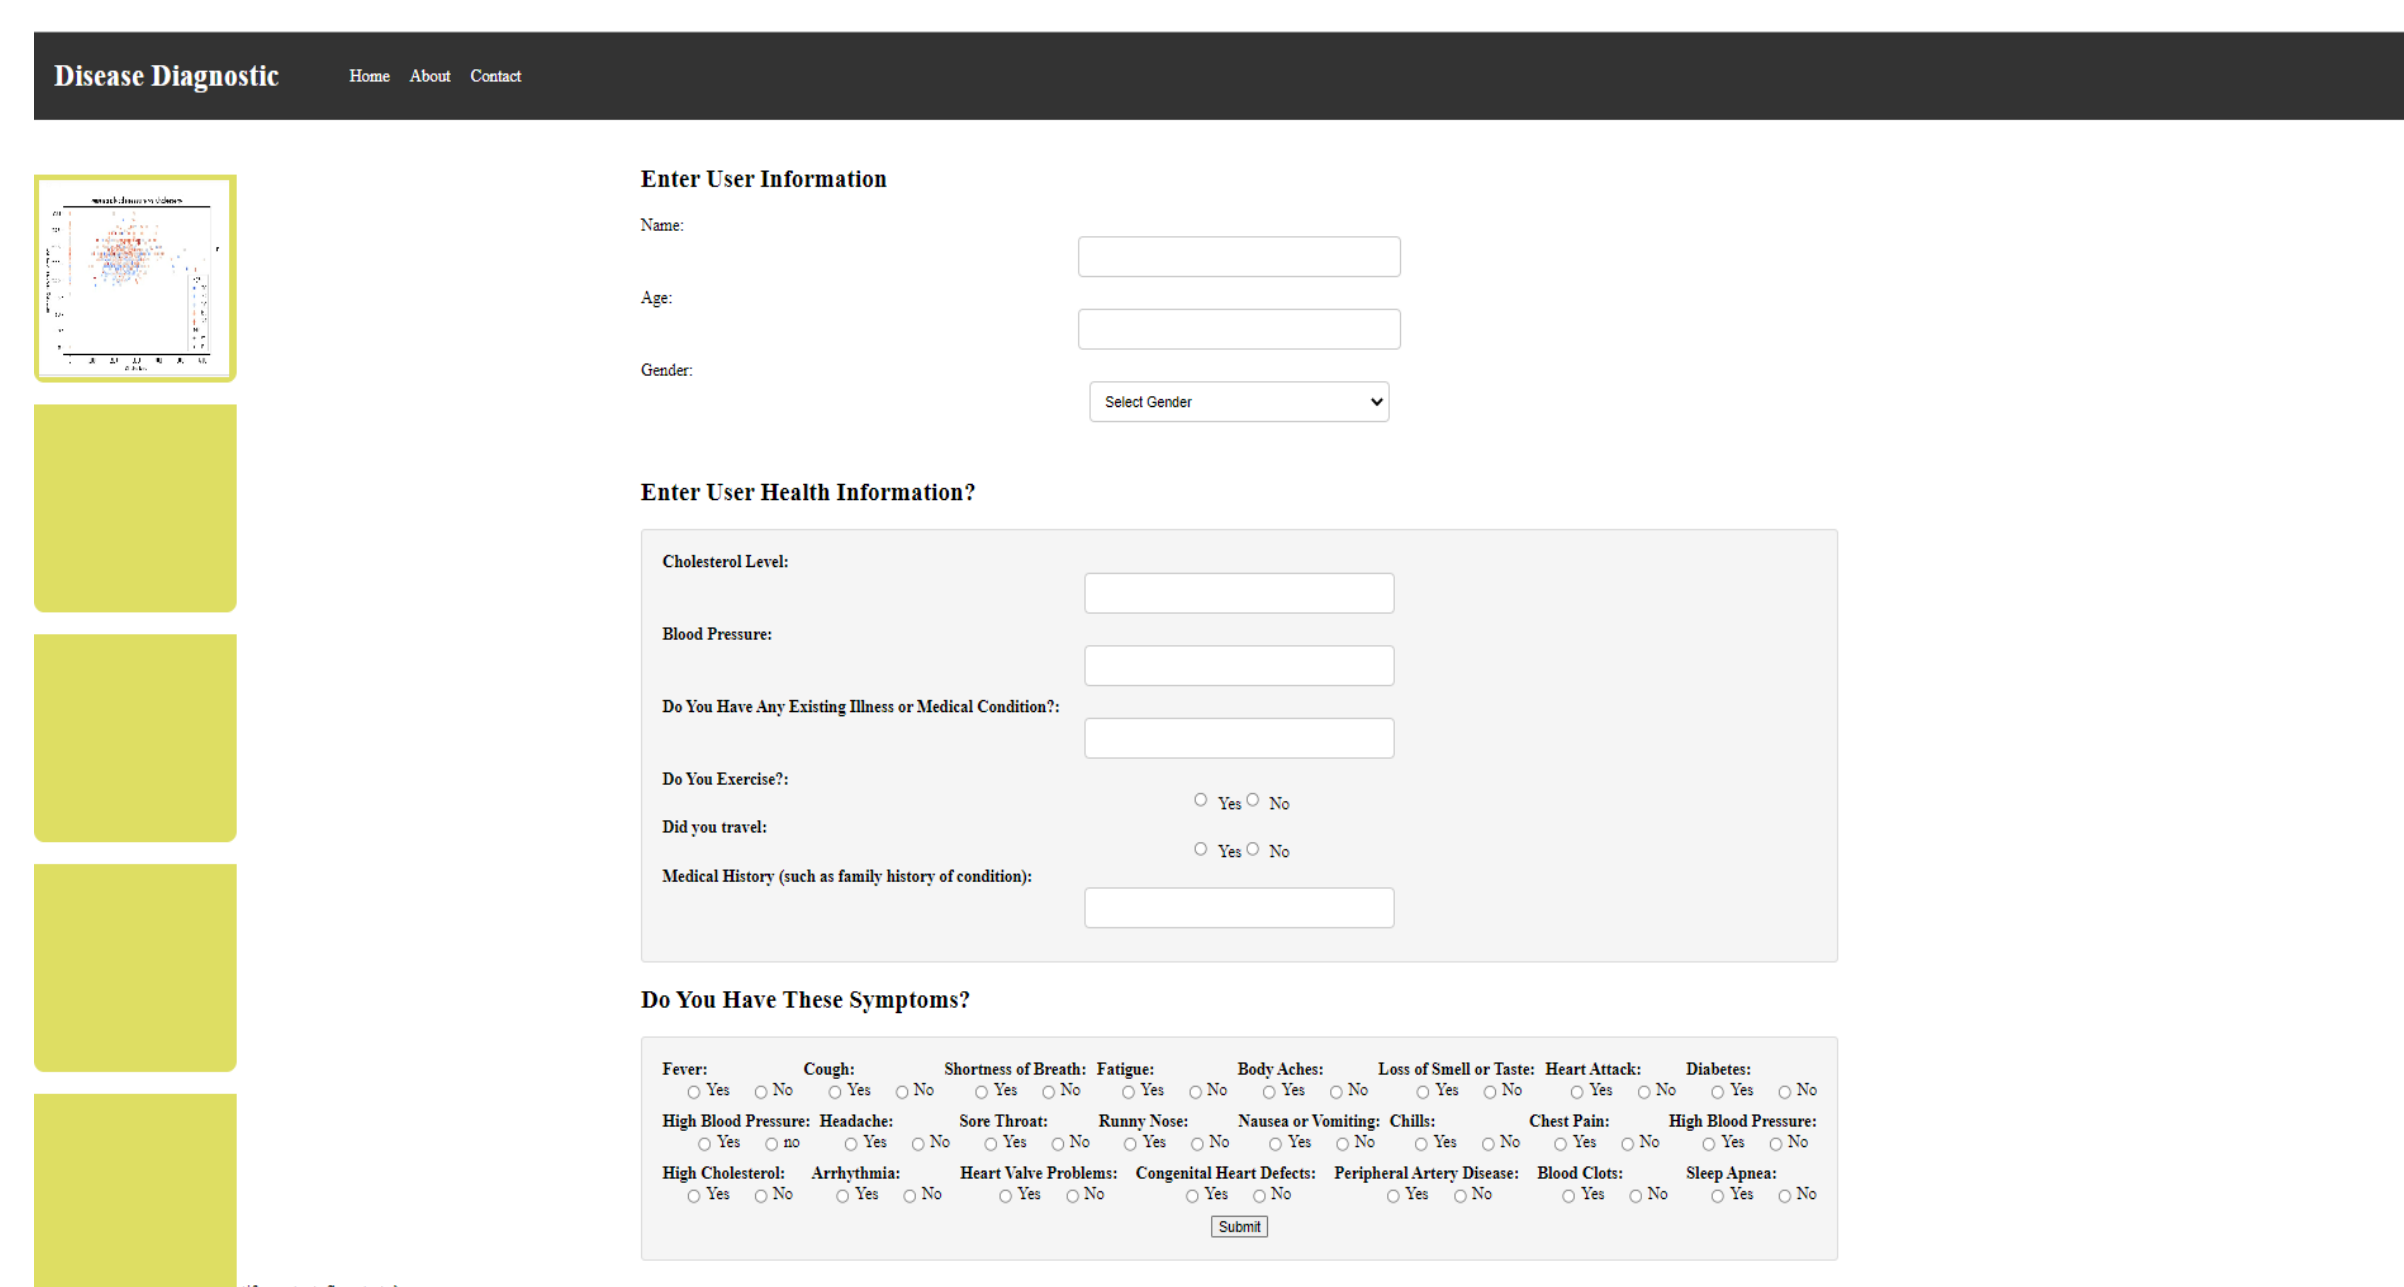 Disease Diagnostic Home About Contact
Enter User Information
Name:
Age:
Gender:
Select Gender
Enter User Health Information?
Cholesterol Level:
Blood Pressure:
Do You Have Any Existing Illness or Medical Condition?:
Do You Exercise?:
Yes No
Did you travel:
Yes No
Medical History (such as family history of condition):
Do You Have These Symptoms?
Fever: Cough: Shortness of Breath: Fatigue: Body Aches: Loss of Smell or Taste: Heart Attack: Diabetes:
Yes No Yes No Yes No Yes No Yes No Yes No Yes No Yes No
High Blood Pressure: Headache: Sore Throat: Runny Nose: Nausea or Vomiting: Chills: Chest Pain: High Blood Pressure:
Yes no Yes No Yes No Yes No Yes No Yes No Yes No Yes No
High Cholesterol: Arrhythmia: Heart Valve Problems: Congenital Heart Defects: Peripheral Artery Disease: Blood Clots: Sleep Apnea:
Yes No Yes No Yes No Yes No Yes No Yes No Yes No
Submit